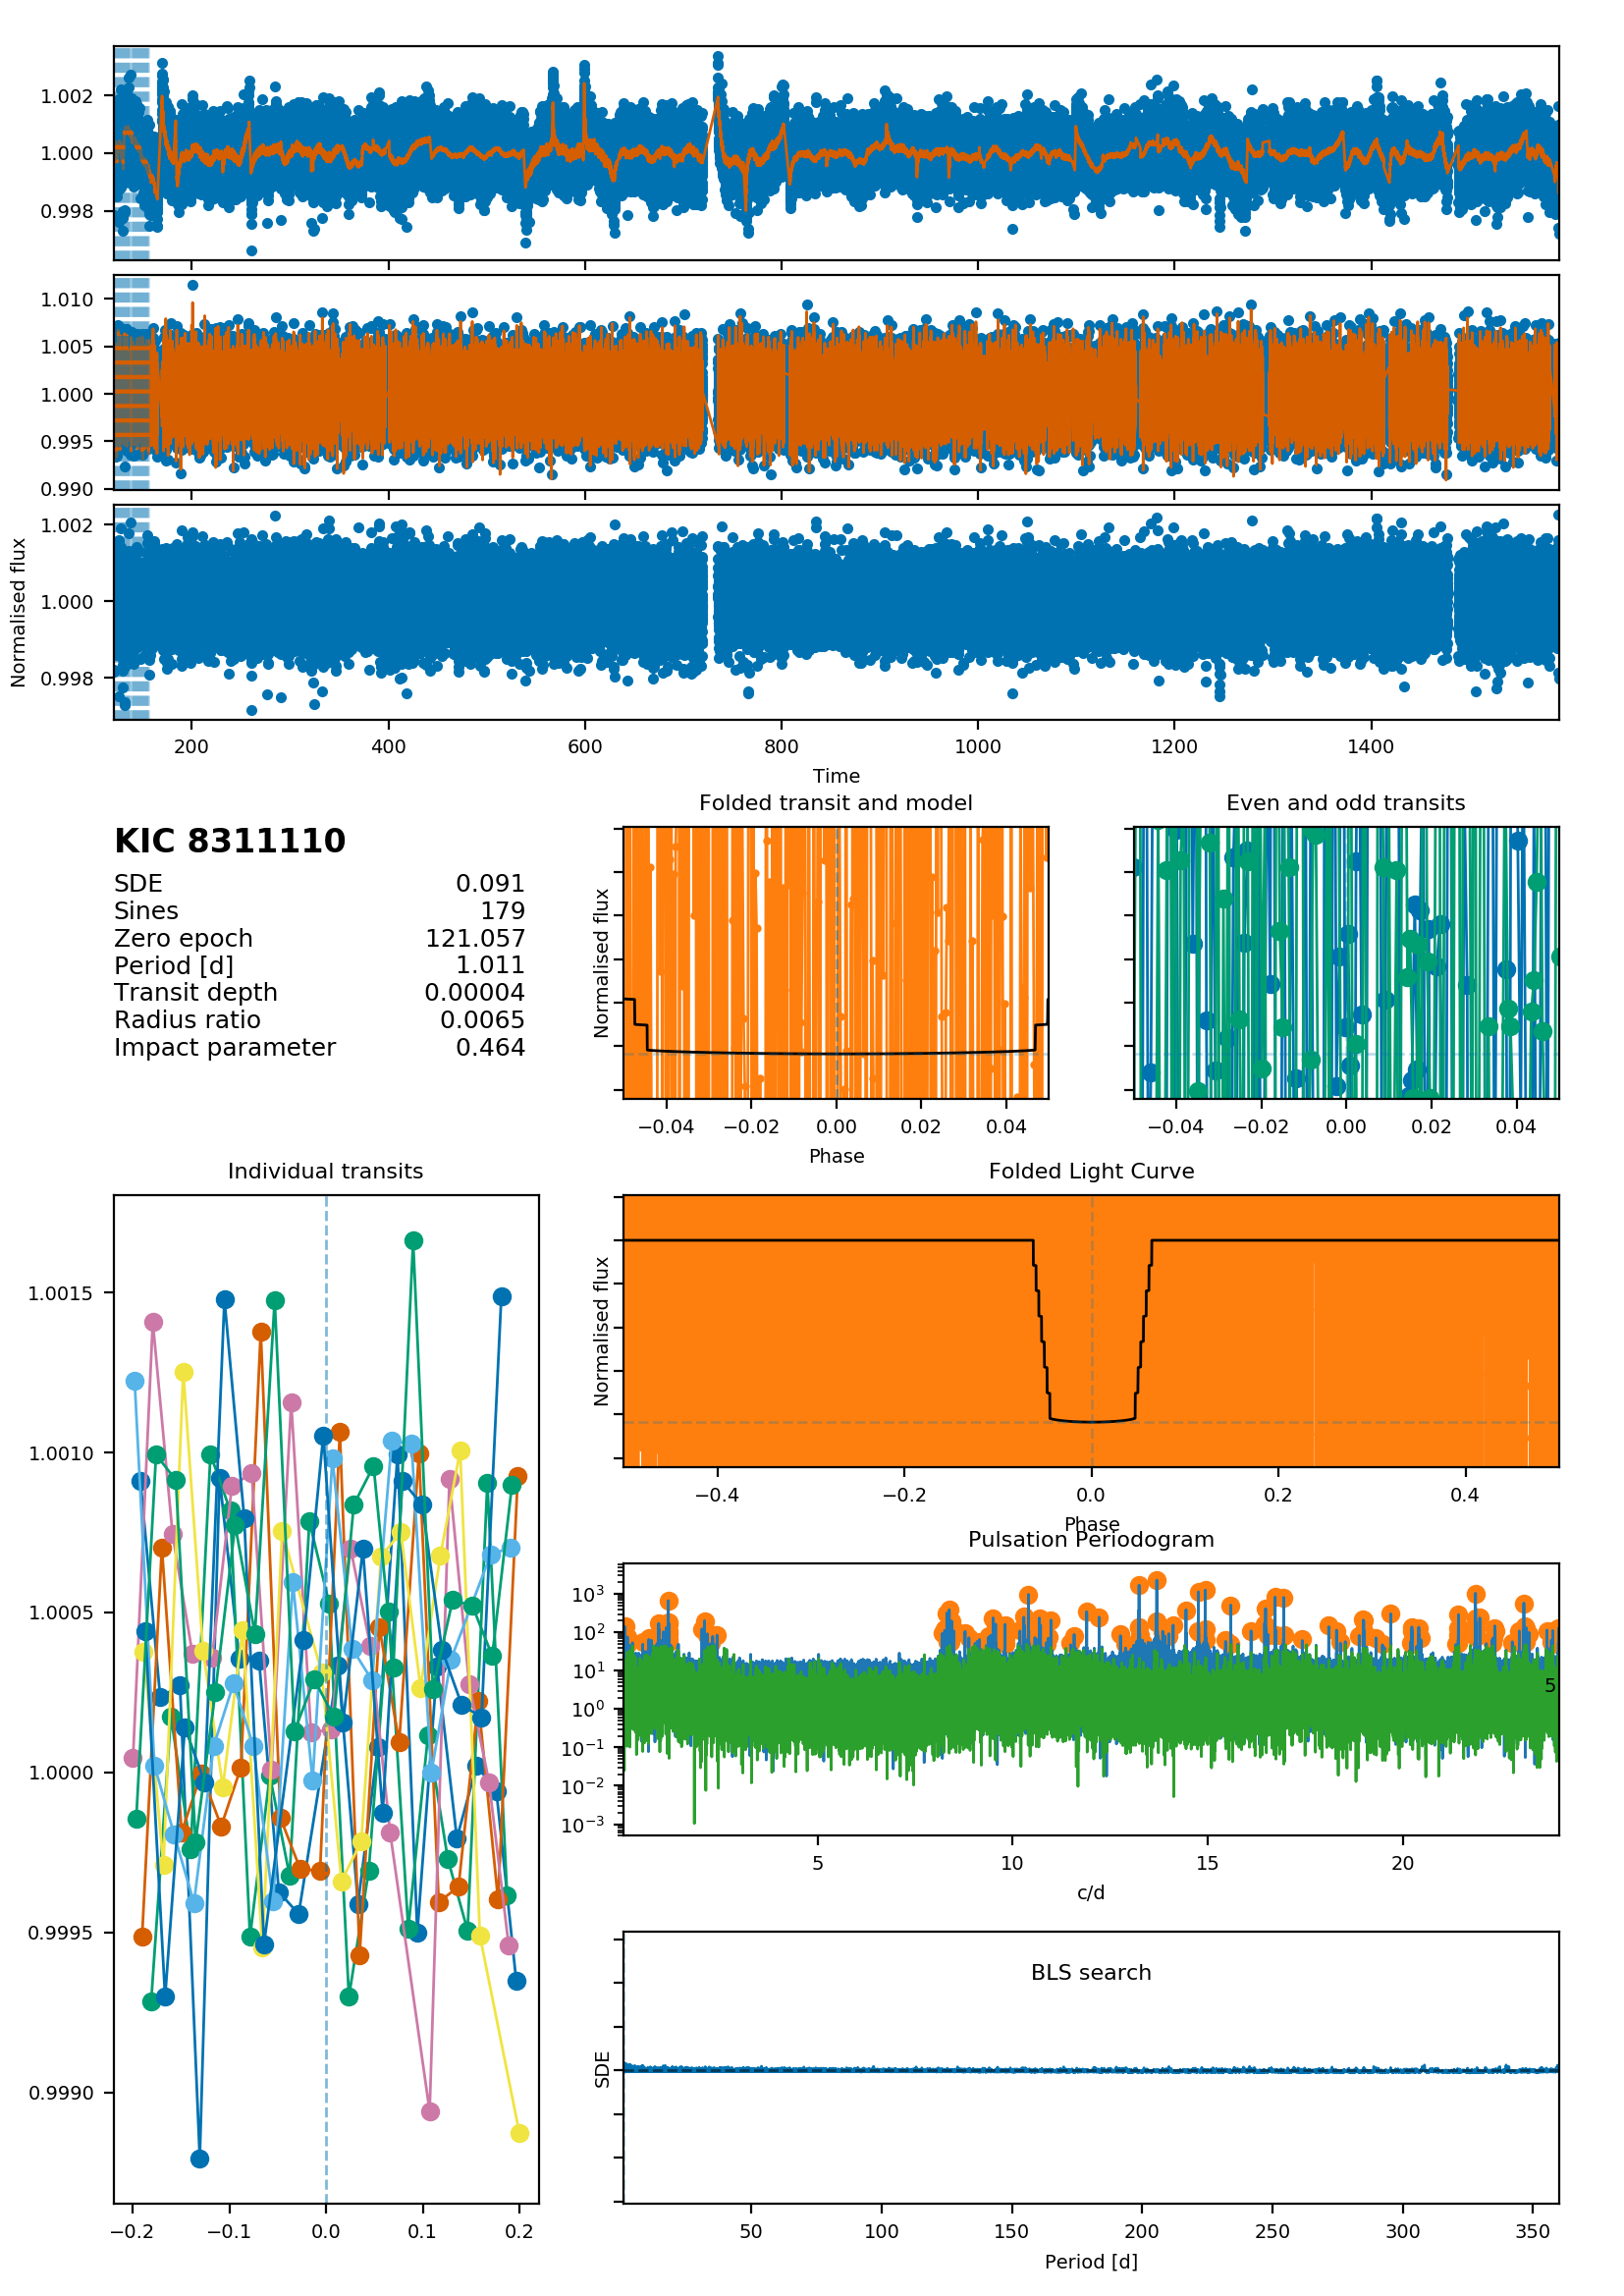 1.002
1.000
0.998
1.010
1.005
1.000
0.995
0.990
1.002
1.000
0.998
Normalised flux
200 400 600 800 1000 1200 1400
Time
KIC 8311110
SDE 0.091
Sines 179
Zero epoch 121.057
Period [d] 1.011
Transit depth 0.00004
Radius ratio 0.0065
Impact parameter 0.464
Folded transit and model
Normalised flux
−0.04 −0.02 0.00 0.02 0.04
Phase
Even and odd transits
−0.04 −0.02 0.00 0.02 0.04
Individual transits
1.0015
1.0010
1.0005
1.0000
0.9995
0.9990
−0.2 −0.1 0.0 0.1 0.2
Folded Light Curve
Normalised flux
−0.4 −0.2 0.0 0.2 0.4
Phase
Pulsation Periodogram
10³
10²
10¹
10⁰
10⁻¹
10⁻²
10⁻³
5
5 10 15 20
c/d
BLS search
SDE
50 100 150 200 250 300 350
Period [d]